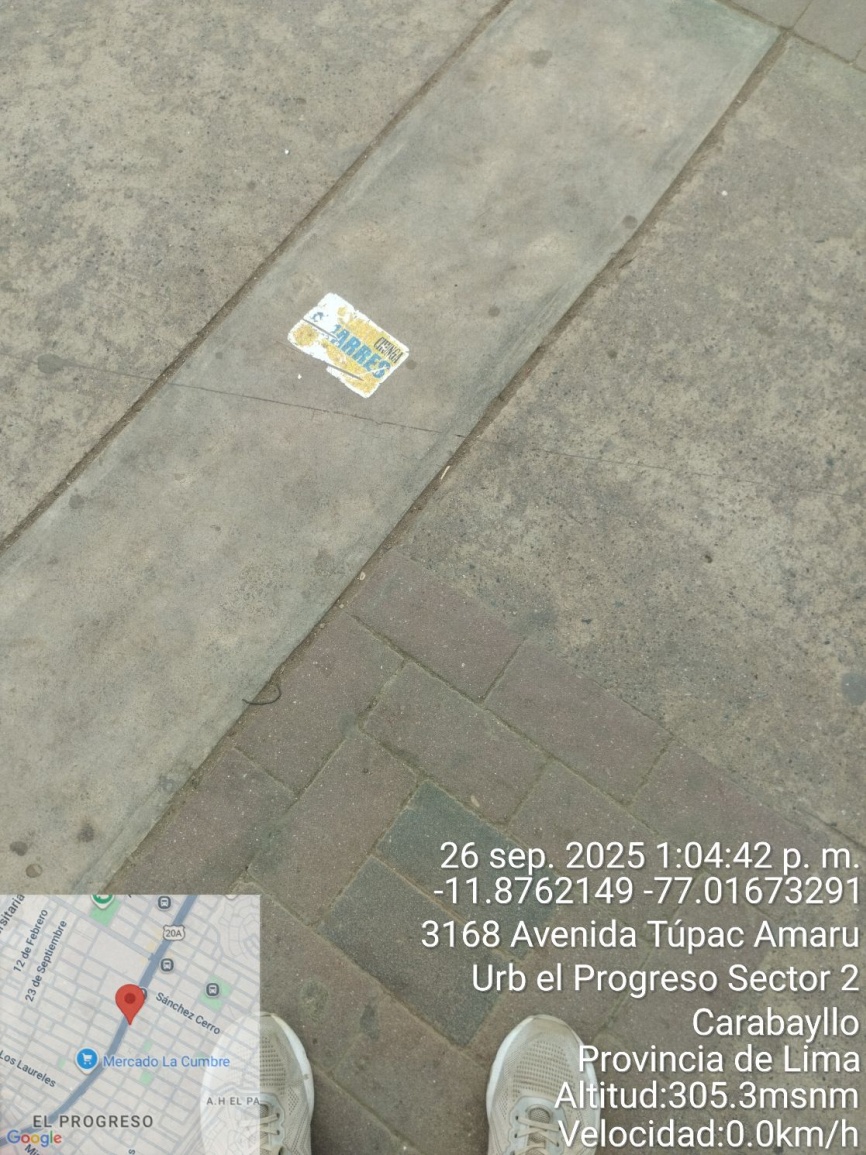 26 sep. 2025 1:04:42 p. m.
-11.8762149 -77.01673291
3168 Avenida Túpac Amaru
Urb el Progreso Sector 2
Carabayllo
Provincia de Lima
Altitud:305.3msnm
Velocidad:0.0km/h
12 de Febrero
23 de Septiembre
20A
Sánchez Cerro
Los Laureles
Mercado La Cumbre
A.H EL PA
EL PROGRESO
Google